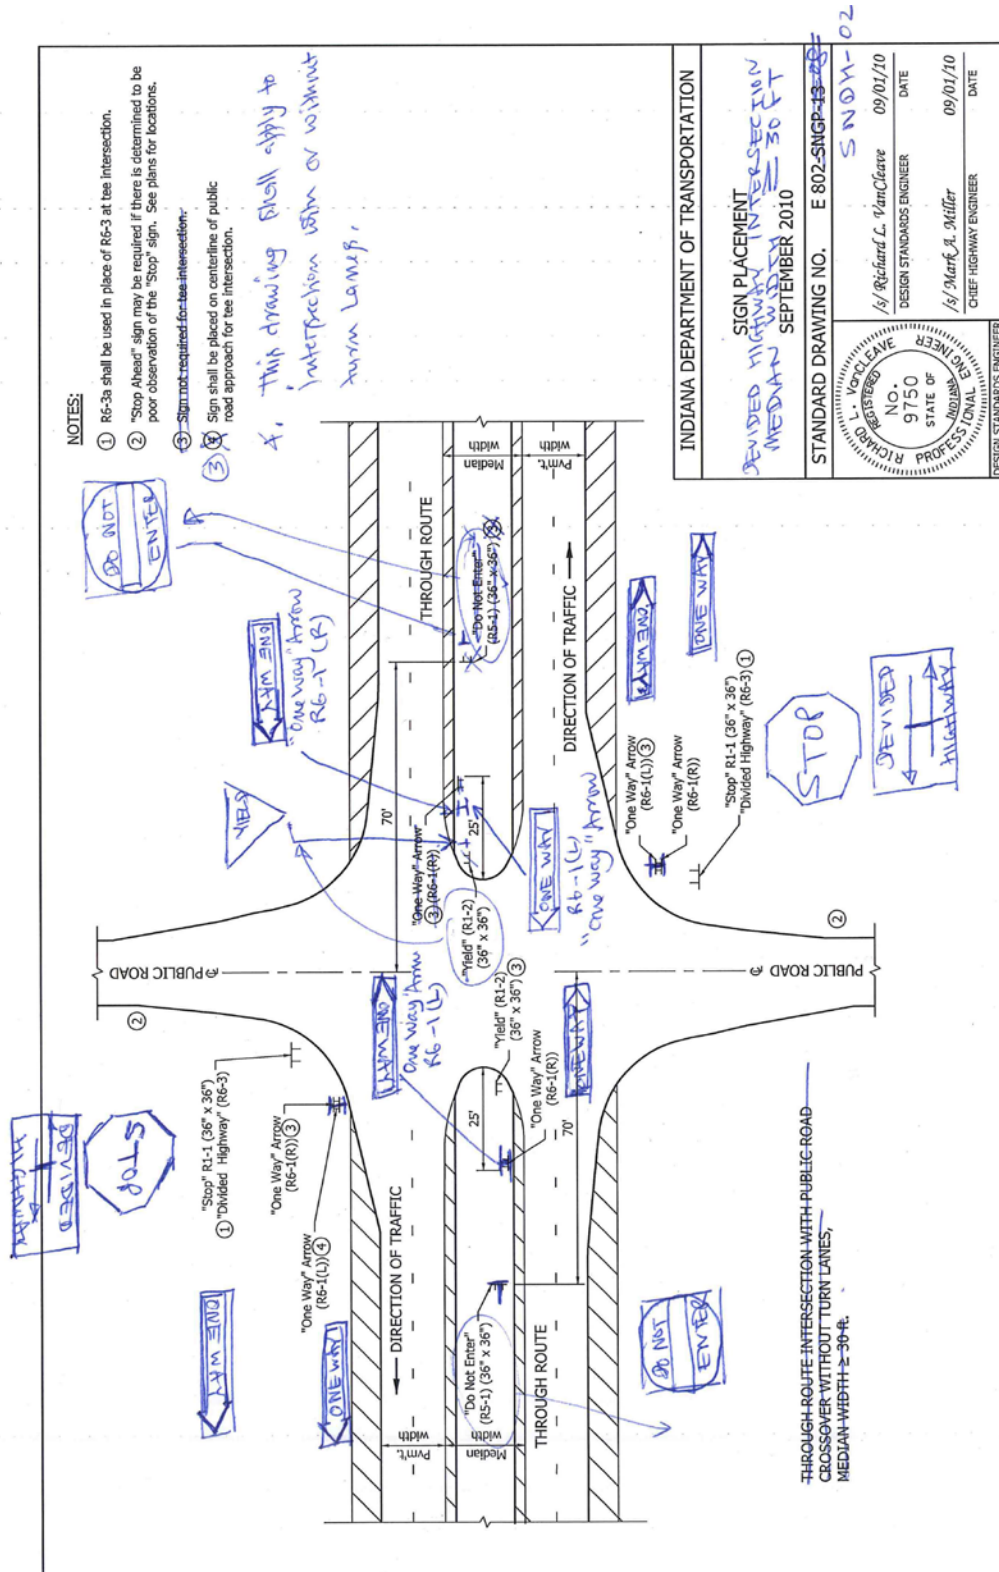 NOTES:
① R6-3a shall be used in place of R6-3 at tee intersection.
② "Stop Ahead" sign may be required if there is determined to be
poor observation of the "Stop" sign. See plans for locations.
③ Sign not required for tee intersection.
③ ④ Sign shall be placed on centerline of public
road approach for tee intersection.
4. This drawing shall apply to
intersection with or without
turn lanes.
DO NOT
ENTER
ONE WAY
"One Way" Arrow
R6-1 (R)
YIELD
THROUGH ROUTE
Median
width
Pvm't.
width
"Do Not Enter"
(R5-1) (36" x 36") ③
DIRECTION OF TRAFFIC
70'
"One Way" Arrow
③ (R6-1(R))
25'
"Yield" (R1-2)
(36" x 36")
ONE WAY
R6-1(L)
"One Way" Arrow
ONE WAY
ONE WAY
"One Way" Arrow
(R6-1(L)) ③
"One Way" Arrow
(R6-1(R))
"Stop" R1-1 (36" x 36")
"Divided Highway" (R6-3) ①
STOP
DEVIDED
HIGHWAY
②
PUBLIC ROAD
PUBLIC ROAD
②
ONE WAY
One Way Arrow
R6-1(L)
"Yield" (R1-2)
(36" x 36") ③
"One Way" Arrow
(R6-1(R))
ONE WAY
25'
70'
"Stop" R1-1 (36" x 36")
① "Divided Highway" (R6-3)
"One Way" Arrow
(R6-1(R)) ③
"One Way" Arrow
(R6-1(L)) ④
DEVIDED
HIGHWAY
STOP
ONE WAY
ONE WAY
DIRECTION OF TRAFFIC
"Do Not Enter"
(R5-1) (36" x 36")
THROUGH ROUTE
Pvm't.
width
Median
width
DO NOT
ENTER
THROUGH ROUTE INTERSECTION WITH PUBLIC ROAD
CROSSOVER WITHOUT TURN LANES,
MEDIAN WIDTH ≥ 30 ft.
INDIANA DEPARTMENT OF TRANSPORTATION
SIGN PLACEMENT
DEVIDED HIGHWAY INTERSECTION
MEDIAN WIDTH ≥ 30 FT
SEPTEMBER 2010
STANDARD DRAWING NO. E 802-SNGP-13
SNDH-02
RICHARD L. VanCLEAVE
REGISTERED
No.
9750
STATE OF
INDIANA
PROFESSIONAL ENGINEER
/s/ Richard L. VanCleave 09/01/10
DESIGN STANDARDS ENGINEER DATE
/s/ Mark A. Miller 09/01/10
CHIEF HIGHWAY ENGINEER DATE
DESIGN STANDARDS ENGINEER